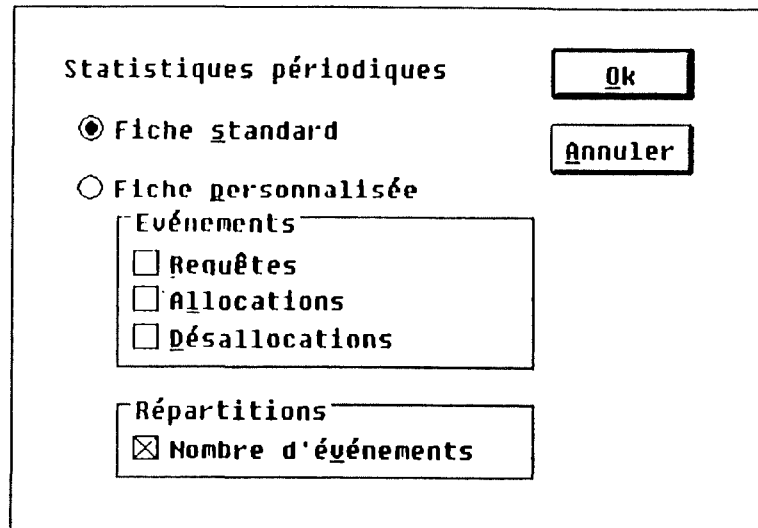 Statistiques périodiques
Ok
Fiche standard
Annuler
Fiche personnalisée
Evénements
Requêtes
Allocations
Désallocations
Répartitions
Nombre d'événements